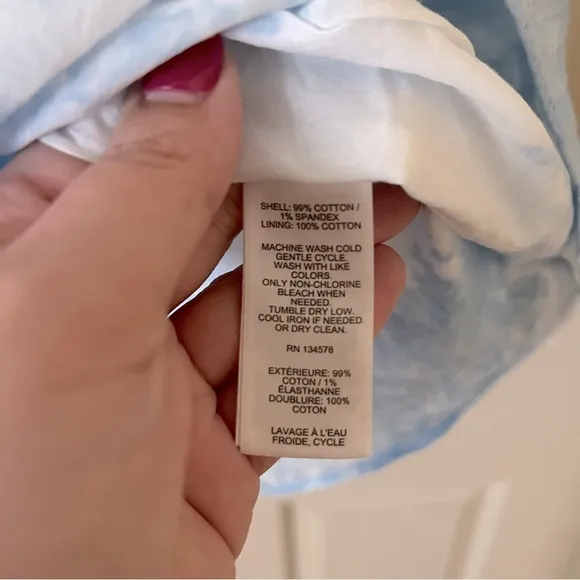 SHELL: 99% COTTON /
1% SPANDEX
LINING: 100% COTTON
MACHINE WASH COLD
GENTLE CYCLE.
WASH WITH LIKE
COLORS.
ONLY NON-CHLORINE
BLEACH WHEN
NEEDED.
TUMBLE DRY LOW.
COOL IRON IF NEEDED.
OR DRY CLEAN.
RN 134578
EXTÉRIEURE: 99%
COTON / 1%
ÉLASTHANNE
DOUBLURE: 100%
COTON
LAVAGE À L'EAU
FROIDE, CYCLE